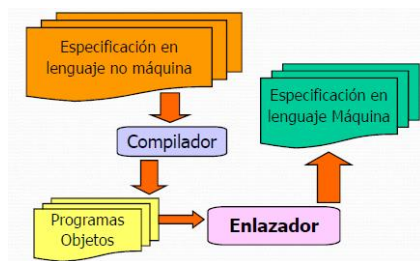 Especificación en
lenguaje no máquina
Especificación en
lenguaje Máquina
Compilador
Programas
Objetos
Enlazador